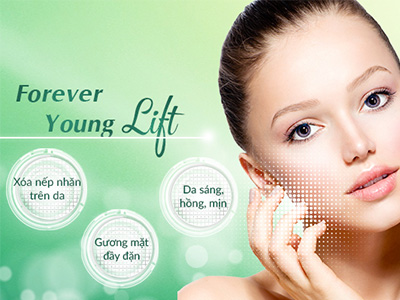 Forever
Young Lift
Xóa nếp nhăn
trên da
Da sáng,
hồng, mịn
Gương mặt
đầy đặn